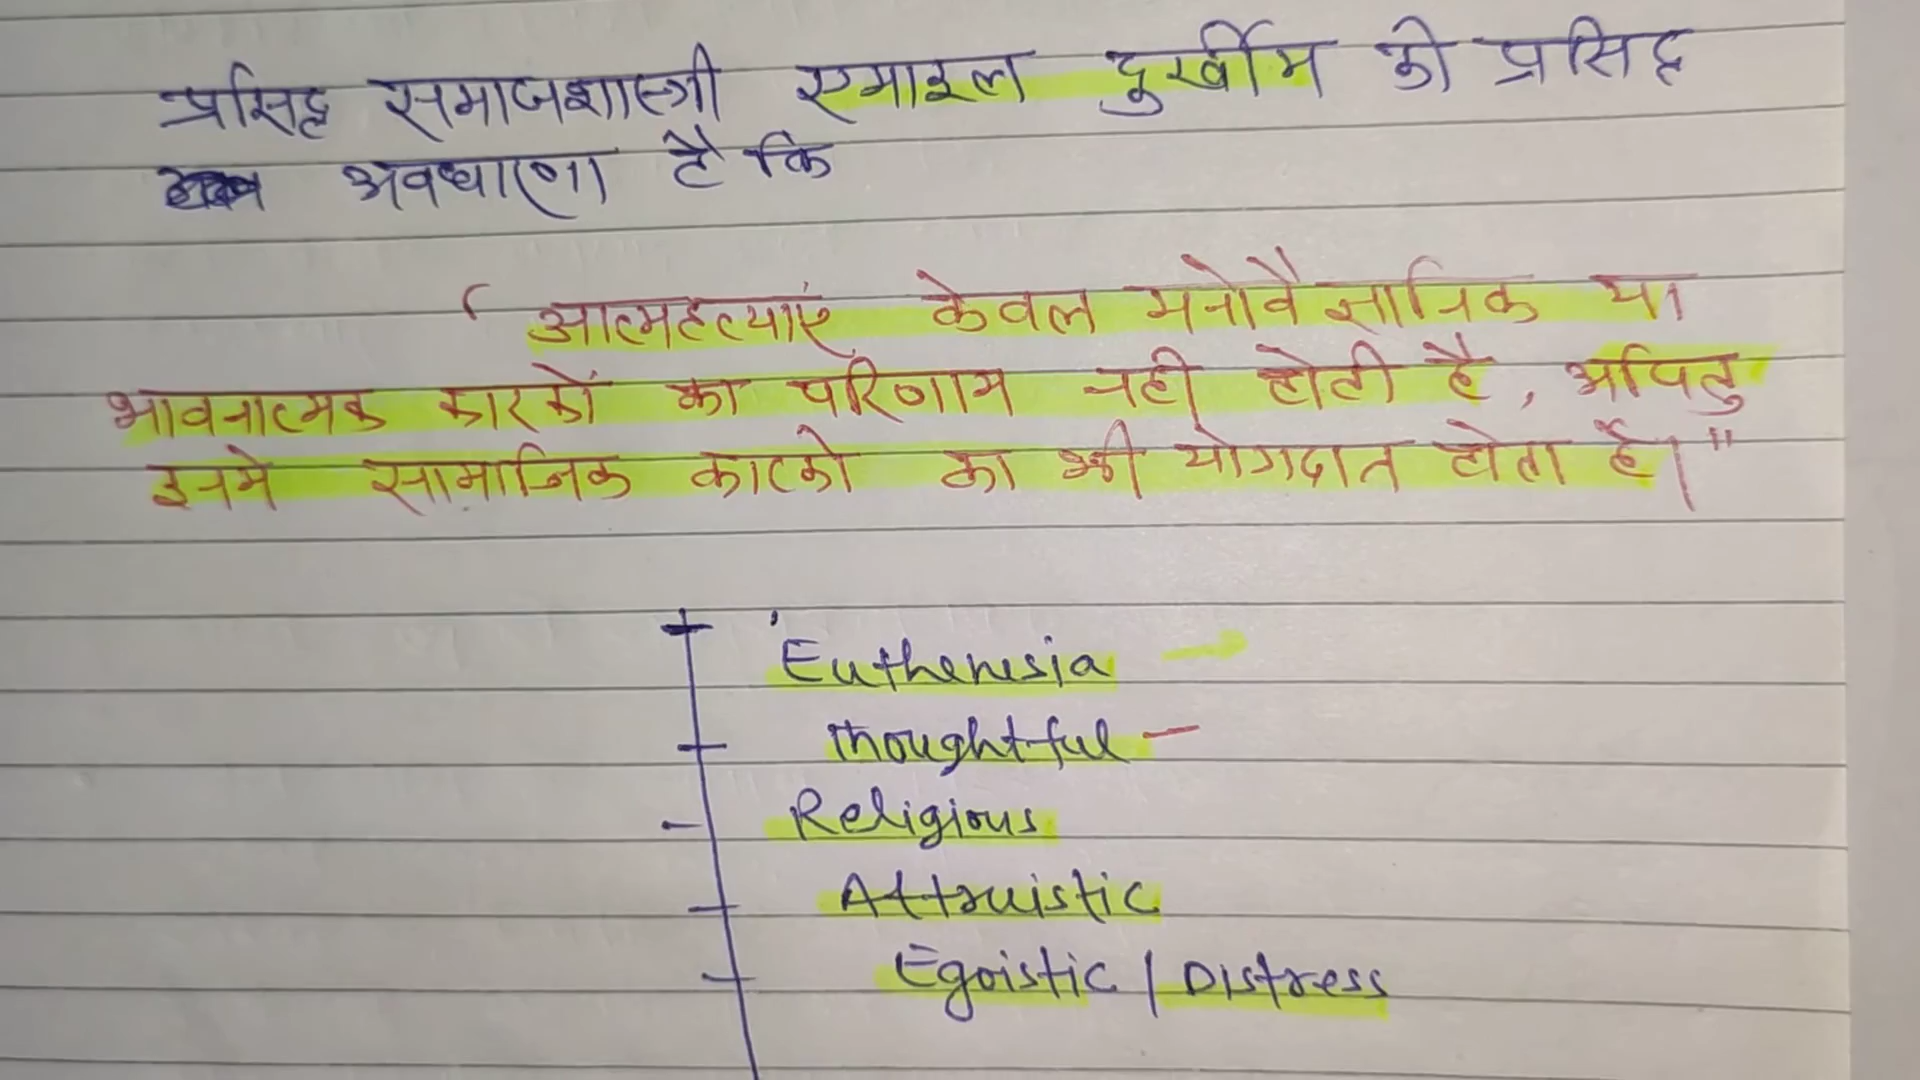 प्रसिद्ध समाजशास्त्री एमाइल दुर्खीम की प्रसिद्ध
अवधारणा है कि
“आत्महत्याएं केवल मनोवैज्ञानिक या
भावनात्मक कारकों का परिणाम नही होती है, अपितु
इनमे सामाजिक कारको का भी योगदान होता है।"
Euthenesia
Thoughtful -
Religious
Attruistic
Egoistic / Distress